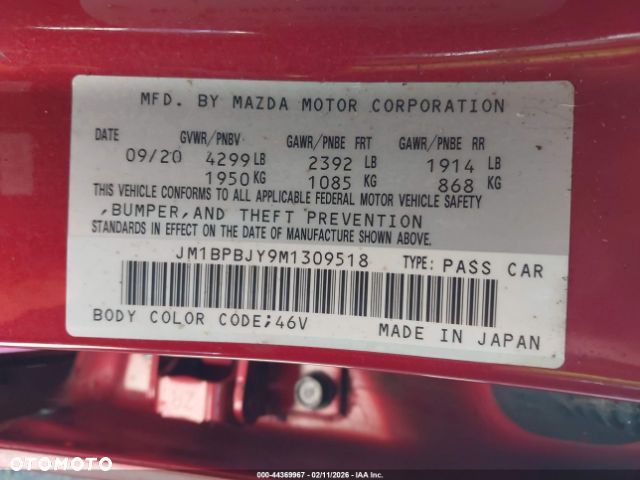 MFD. BY MAZDA MOTOR CORPORATION
DATE GVWR/PNBV GAWR/PNBE FRT GAWR/PNBE RR
09/20 4299 LB 2392 LB 1914 LB
1950 KG 1085 KG 868 KG
THIS VEHICLE CONFORMS TO ALL APPLICABLE FEDERAL MOTOR VEHICLE SAFETY
,BUMPER,AND THEFT PREVENTION
STANDARDS IN EFFECT ON THE DATE OF MANUFACTURE SHOWN ABOVE.
JM1BPBJY9M1309518 TYPE: PASS CAR
BODY COLOR CODE;46V MADE IN JAPAN
OTOMOTO
000-44369967 - 02/11/2026 - IAA Inc.